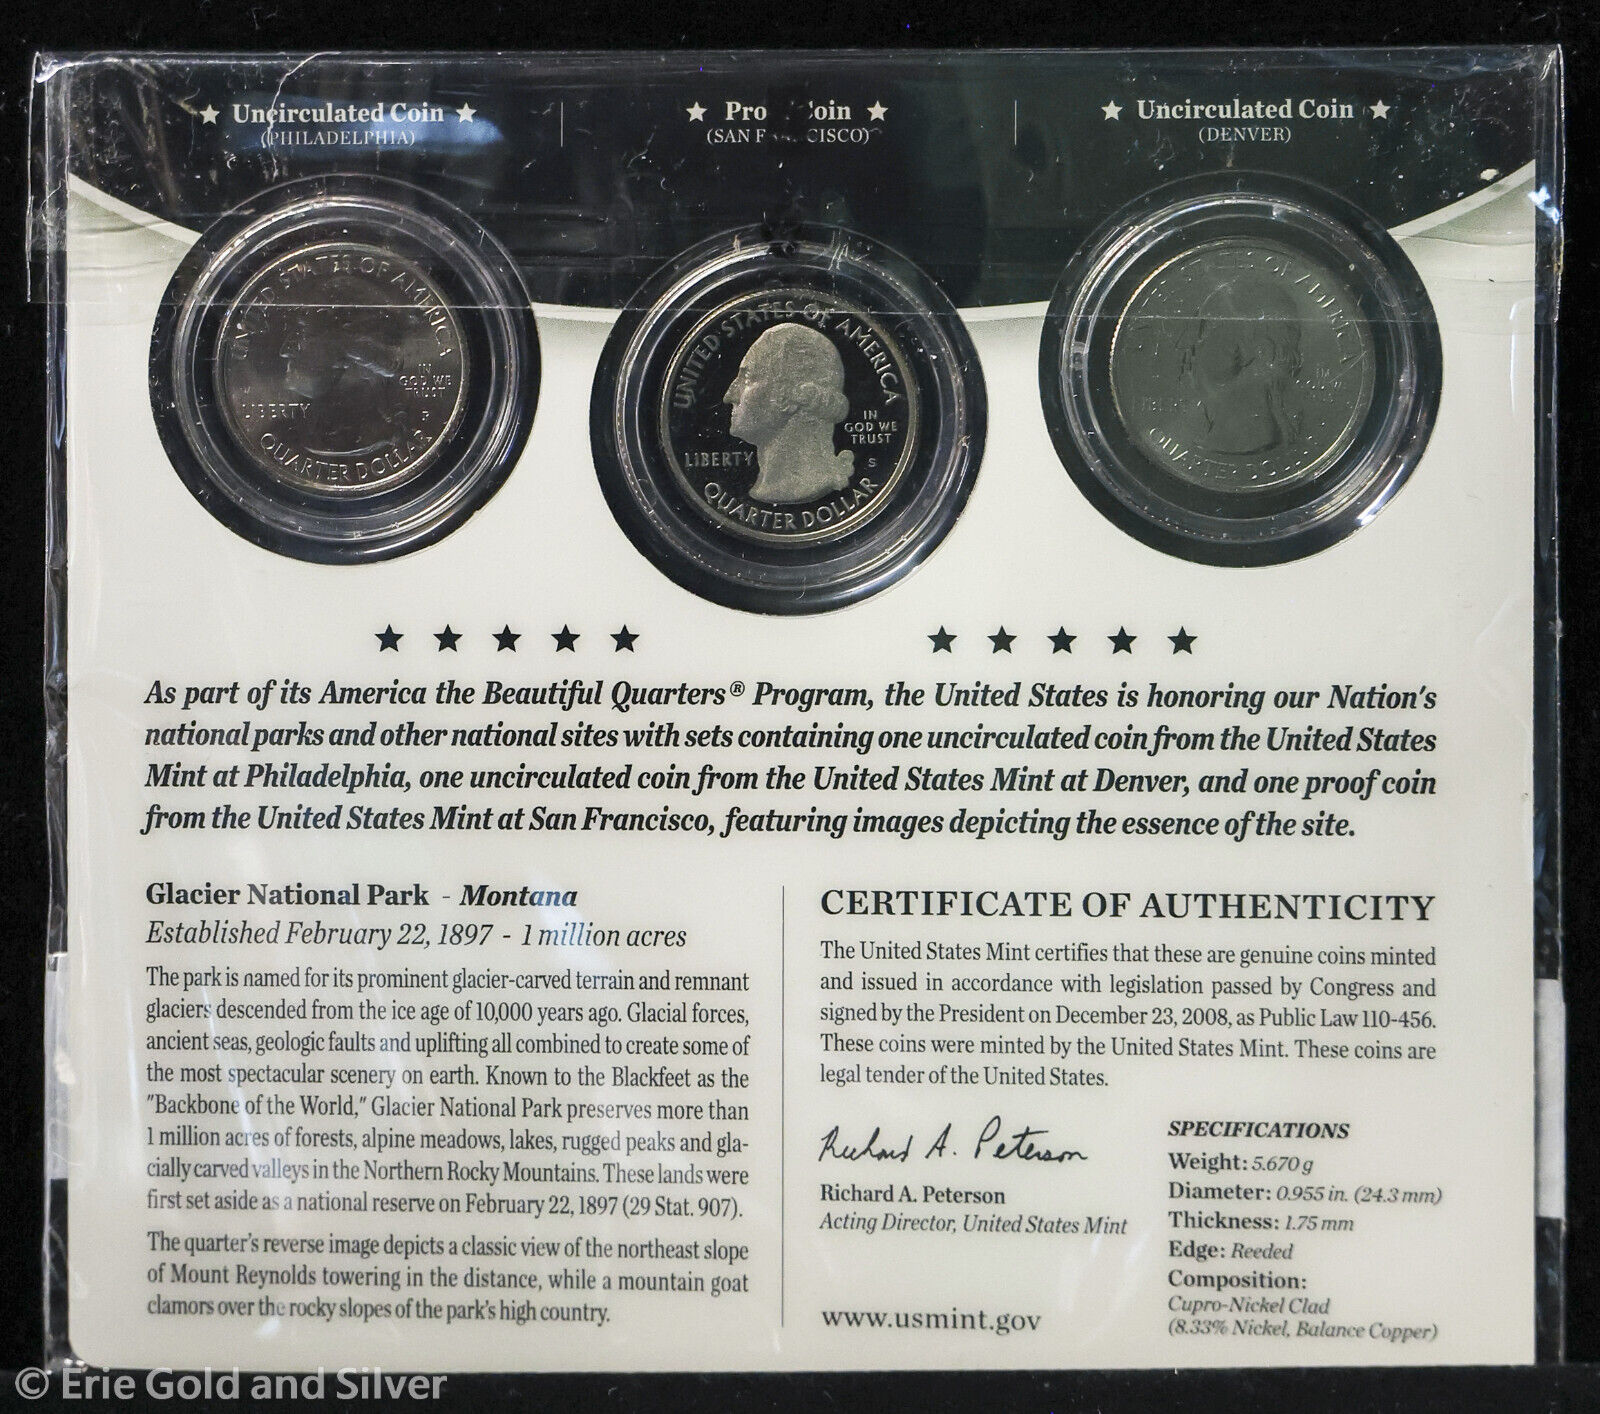 ★ Uncirculated Coin ★
(PHILADELPHIA)
★ Pro oin ★
(SAN F CISCO)
★ Uncirculated Coin ★
(DENVER)
UNITED STATES OF AMERICA
IN
GOD WE
TRUST
LIBERTY
P
QUARTER DOLLAR
UNITED STATES OF AMERICA
IN
GOD WE
TRUST
LIBERTY
S
QUARTER DOLLAR
STATES OF AMERICA
LIBERTY
QUARTER
★ ★ ★ ★ ★ ★ ★ ★ ★ ★
As part of its America the Beautiful Quarters® Program, the United States is honoring our Nation's
national parks and other national sites with sets containing one uncirculated coin from the United States
Mint at Philadelphia, one uncirculated coin from the United States Mint at Denver, and one proof coin
from the United States Mint at San Francisco, featuring images depicting the essence of the site.
Glacier National Park - Montana
Established February 22, 1897 - 1 million acres
The park is named for its prominent glacier-carved terrain and remnant
glaciers descended from the ice age of 10,000 years ago. Glacial forces,
ancient seas, geologic faults and uplifting all combined to create some of
the most spectacular scenery on earth. Known to the Blackfeet as the
"Backbone of the World," Glacier National Park preserves more than
1 million acres of forests, alpine meadows, lakes, rugged peaks and gla-
cially carved valleys in the Northern Rocky Mountains. These lands were
first set aside as a national reserve on February 22, 1897 (29 Stat. 907).
The quarter's reverse image depicts a classic view of the northeast slope
of Mount Reynolds towering in the distance, while a mountain goat
clamors over the rocky slopes of the park's high country.
CERTIFICATE OF AUTHENTICITY
The United States Mint certifies that these are genuine coins minted
and issued in accordance with legislation passed by Congress and
signed by the President on December 23, 2008, as Public Law 110-456.
These coins were minted by the United States Mint. These coins are
legal tender of the United States.
Richard A. Peterson
Richard A. Peterson
Acting Director, United States Mint
www.usmint.gov
SPECIFICATIONS
Weight: 5.670 g
Diameter: 0.955 in. (24.3 mm)
Thickness: 1.75 mm
Edge: Reeded
Composition:
Cupro-Nickel Clad
(8.33% Nickel, Balance Copper)
© Erie Gold and Silver